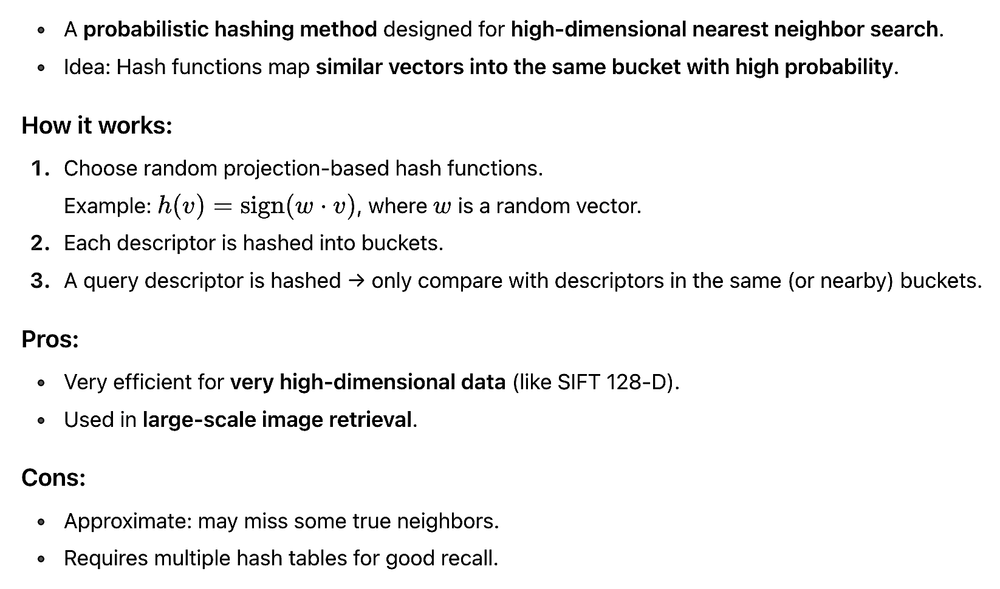 • A probabilistic hashing method designed for high-dimensional nearest neighbor search.
• Idea: Hash functions map similar vectors into the same bucket with high probability.
How it works:
1. Choose random projection-based hash functions.
Example: h(v) = sign(w · v), where w is a random vector.
2. Each descriptor is hashed into buckets.
3. A query descriptor is hashed → only compare with descriptors in the same (or nearby) buckets.
Pros:
• Very efficient for very high-dimensional data (like SIFT 128-D).
• Used in large-scale image retrieval.
Cons:
• Approximate: may miss some true neighbors.
• Requires multiple hash tables for good recall.